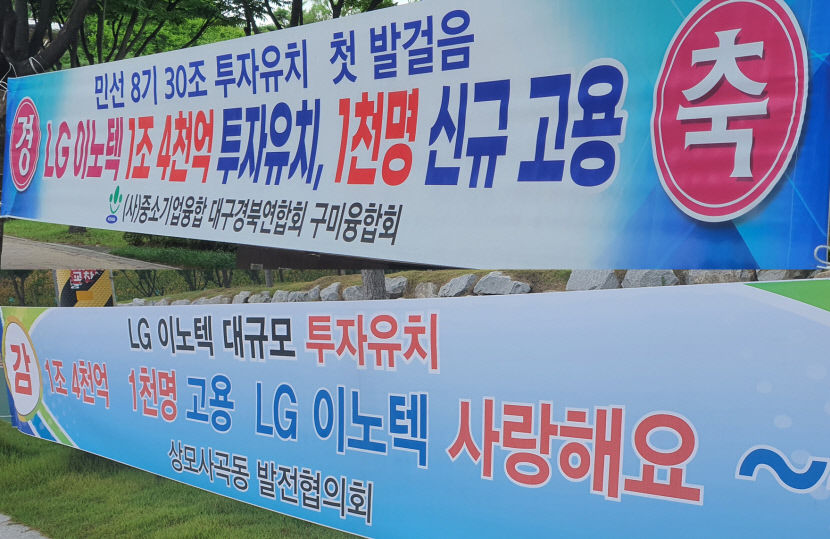 민선 8기 30조 투자유치 첫 발걸음
경
LG 이노텍 1조 4천억 투자유치, 1천명 신규 고용
축
(사)중소기업융합 대구경북연합회 구미융합회
LG 이노텍 대규모 투자유치
감
1조 4천억 1천명 고용 LG 이노텍 사랑해요 ~
상모사곡동 발전협의회